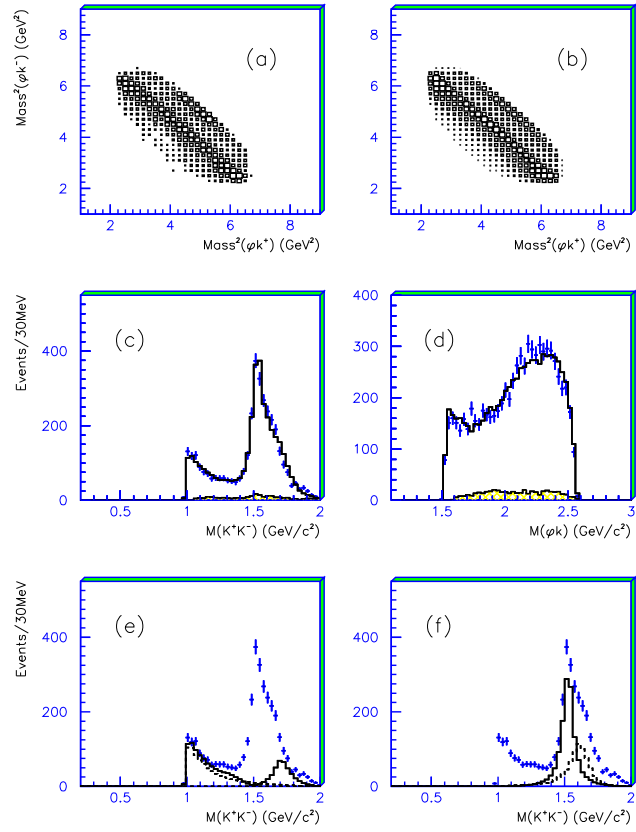 Mass²(φk⁻) (GeV²)
8
6
4
2
(a)
2 4 6 8
Mass²(φk⁺) (GeV²)
8
6
4
2
(b)
2 4 6 8
Mass²(φk⁺) (GeV²)
Events/30MeV
400
200
0
(c)
0.5 1 1.5 2
M(K⁺K⁻) (GeV/c²)
400
300
200
100
0
(d)
1.5 2 2.5 3
M(φk) (GeV/c²)
Events/30MeV
400
200
0
(e)
0.5 1 1.5 2
M(K⁺K⁻) (GeV/c²)
400
200
0
(f)
0.5 1 1.5 2
M(K⁺K⁻) (GeV/c²)